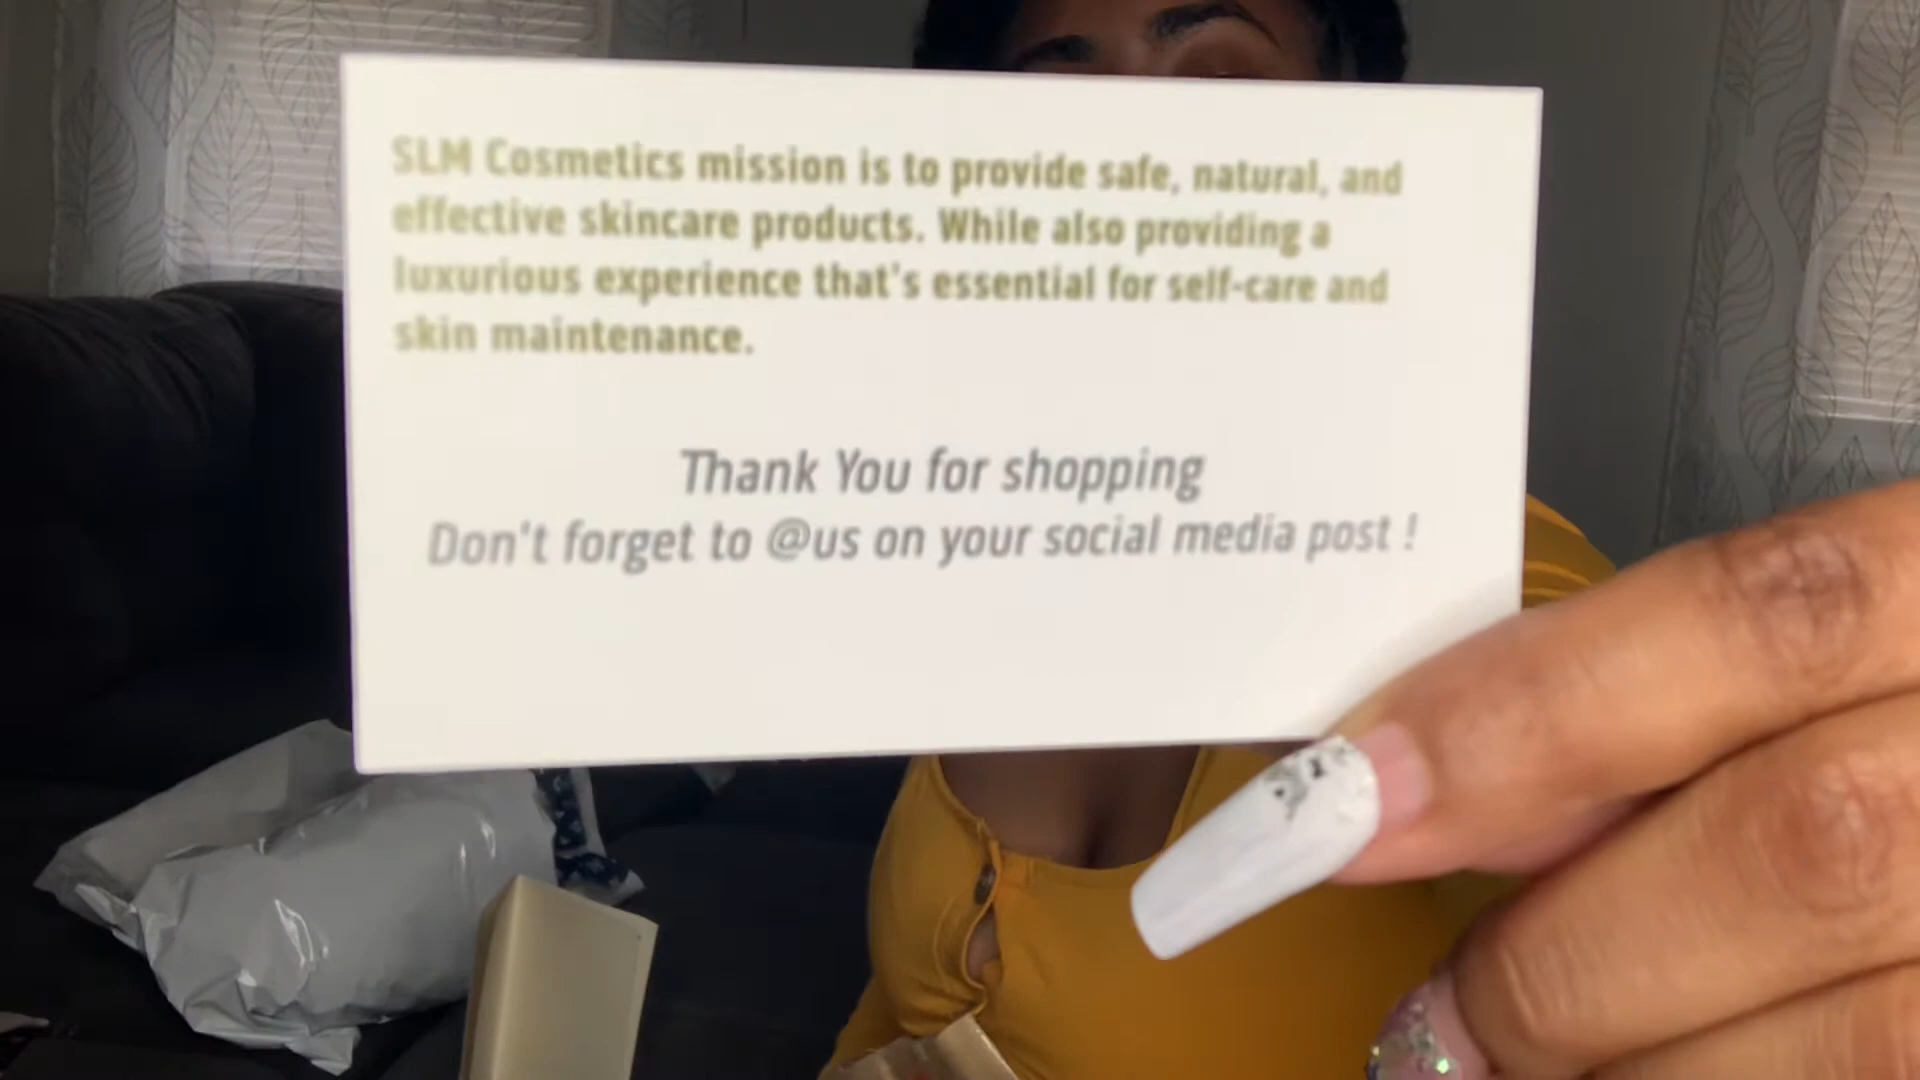 SLM Cosmetics mission is to provide safe, natural, and
effective skincare products. While also providing a
luxurious experience that's essential for self-care and
skin maintenance.
Thank You for shopping
Don't forget to @us on your social media post !